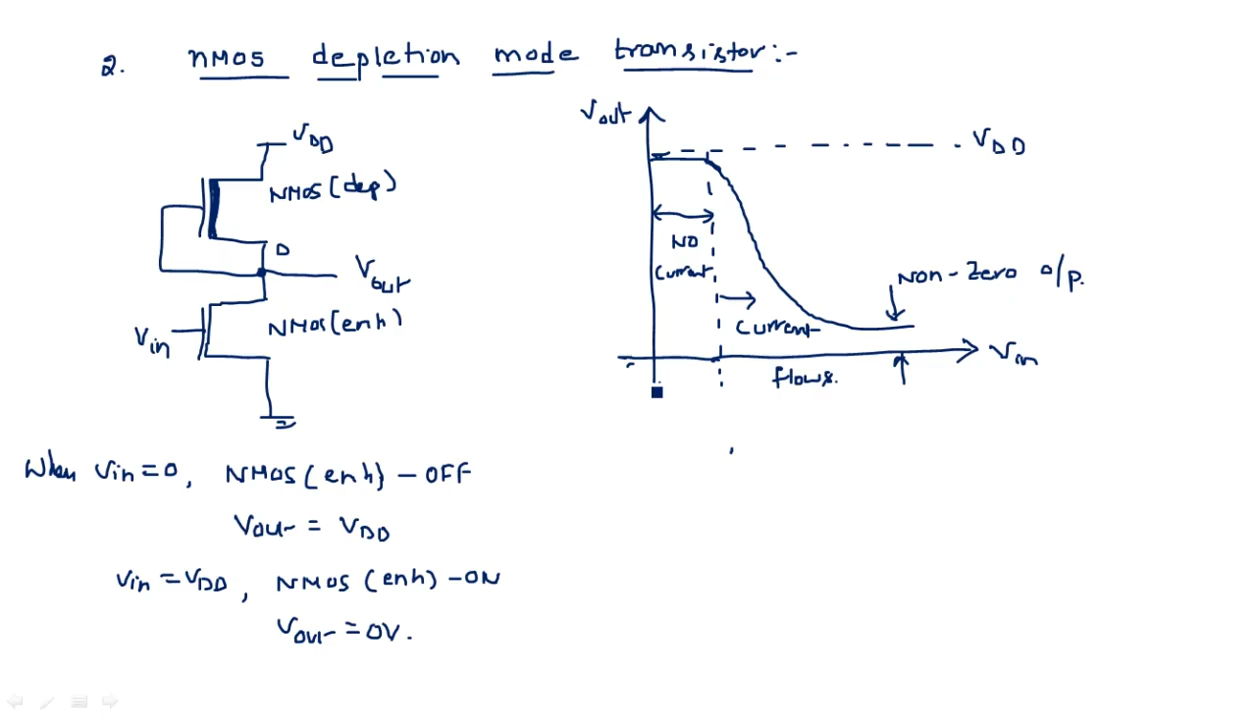 2. nMOS depletion mode transistor:-
VDD
NMOS (dep)
D
Vout
NMOS (enh)
Vin
Vout
VDD
NO
Current
Current
flows.
Non-Zero o/p.
Vin
When Vin = 0, NMOS (enh) - OFF
Vout = VDD
Vin = VDD, NMOS (enh) - ON
Vout = 0V.